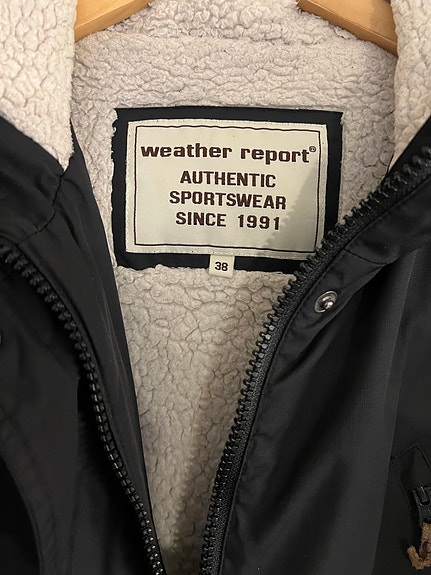 weather report®
AUTHENTIC
SPORTSWEAR
SINCE 1991
38